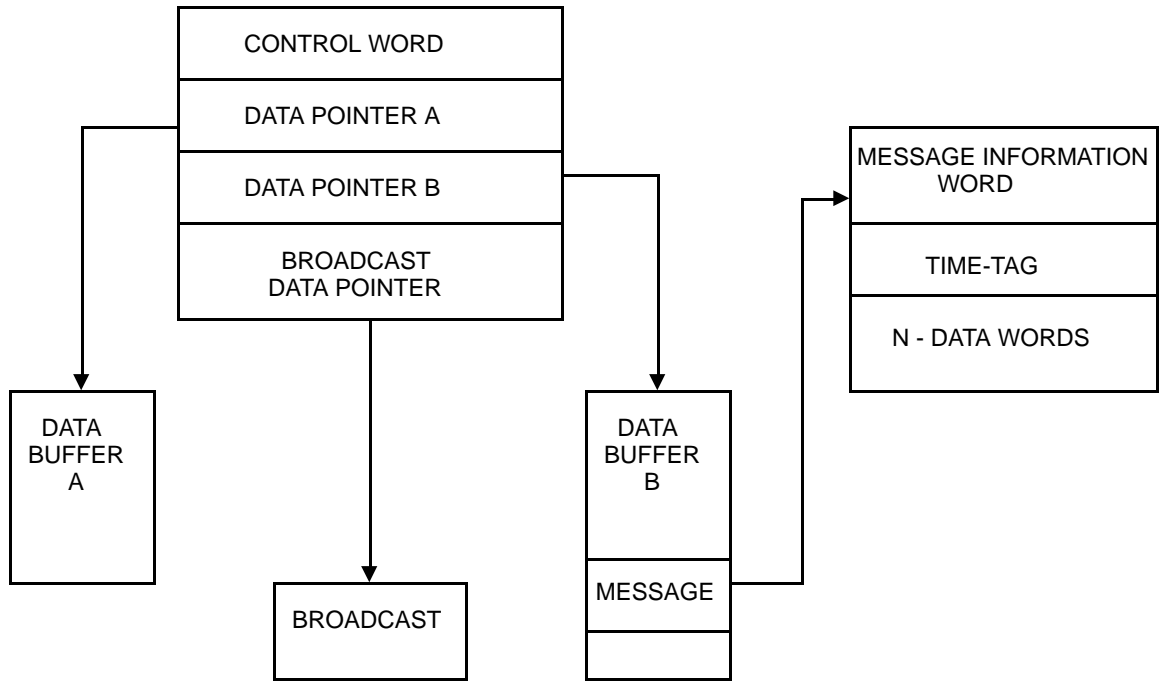 CONTROL WORD
DATA POINTER A
DATA POINTER B
BROADCAST
DATA POINTER
MESSAGE INFORMATION
WORD
TIME-TAG
N - DATA WORDS
DATA
BUFFER
A
BROADCAST
DATA
BUFFER
B
MESSAGE